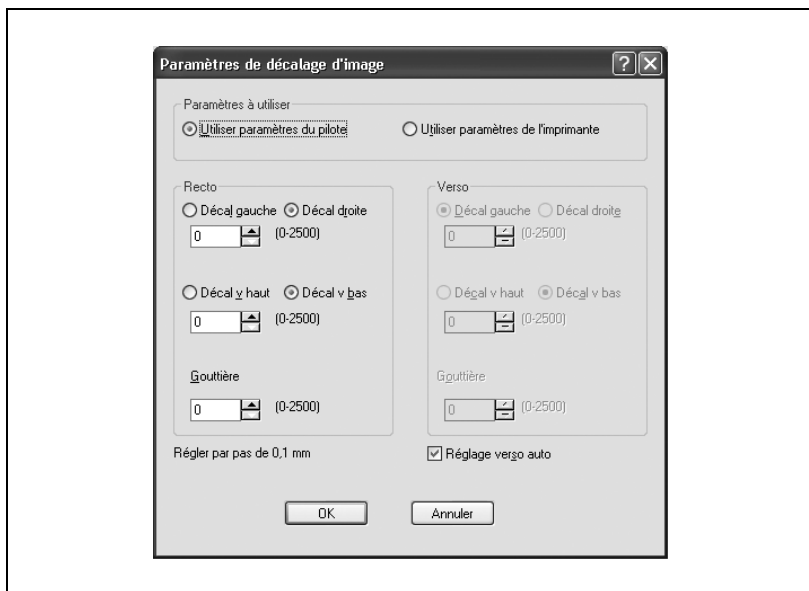 Paramètres de décalage d'image
Paramètres à utiliser
Utiliser paramètres du pilote Utiliser paramètres de l'imprimante
Recto
Décal gauche Décal droite
0 (0-2500)
Décal v haut Décal v bas
0 (0-2500)
Gouttière
0 (0-2500)
Régler par pas de 0,1 mm
Verso
Décal gauche Décal droite
0 (0-2500)
Décal v haut Décal v bas
0 (0-2500)
Gouttière
0 (0-2500)
Réglage verso auto
OK Annuler